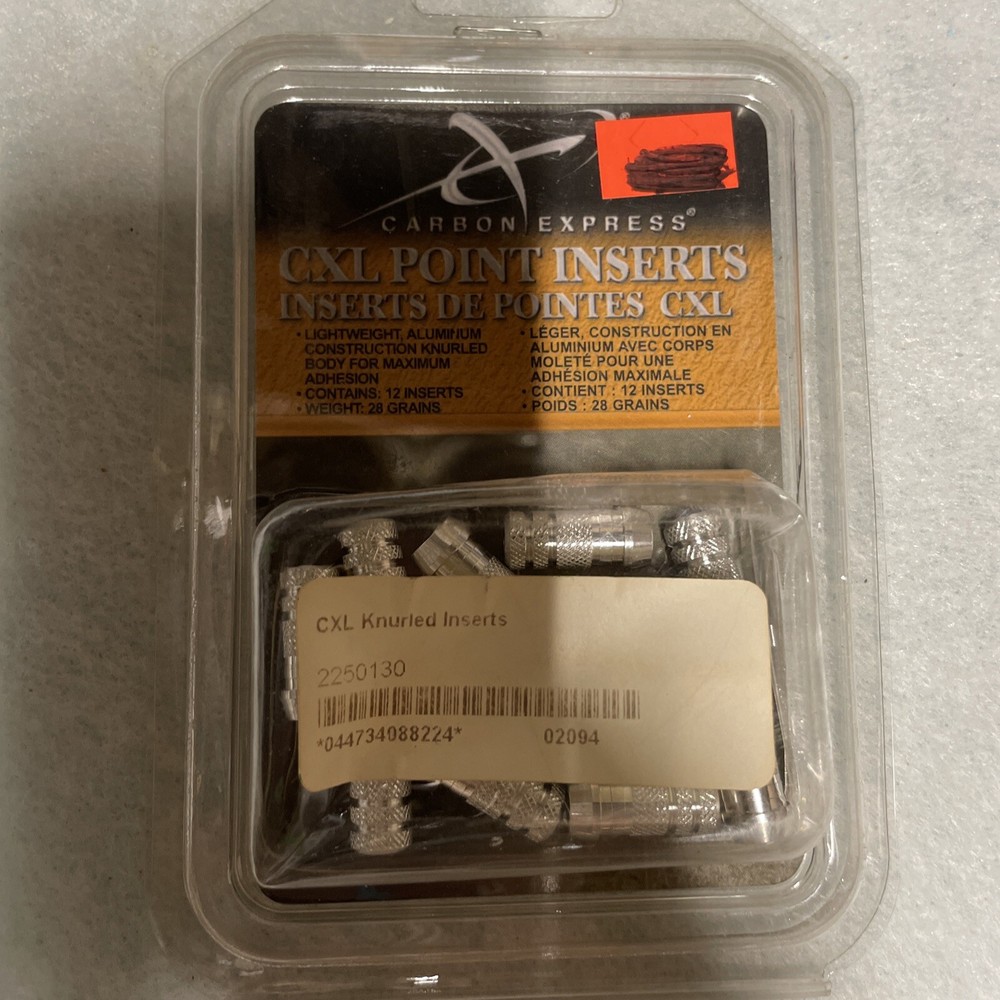 CARBON EXPRESS®
CXL POINT INSERTS
INSERTS DE POINTES CXL
• LIGHTWEIGHT, ALUMINUM
CONSTRUCTION KNURLED
BODY FOR MAXIMUM
ADHESION
• CONTAINS: 12 INSERTS
• WEIGHT: 28 GRAINS
• LÉGER, CONSTRUCTION EN
ALUMINIUM AVEC CORPS
MOLETÉ POUR UNE
ADHÉSION MAXIMALE
• CONTIENT : 12 INSERTS
• POIDS : 28 GRAINS
CXL Knurled Inserts
2250130
*044734088224* 02094